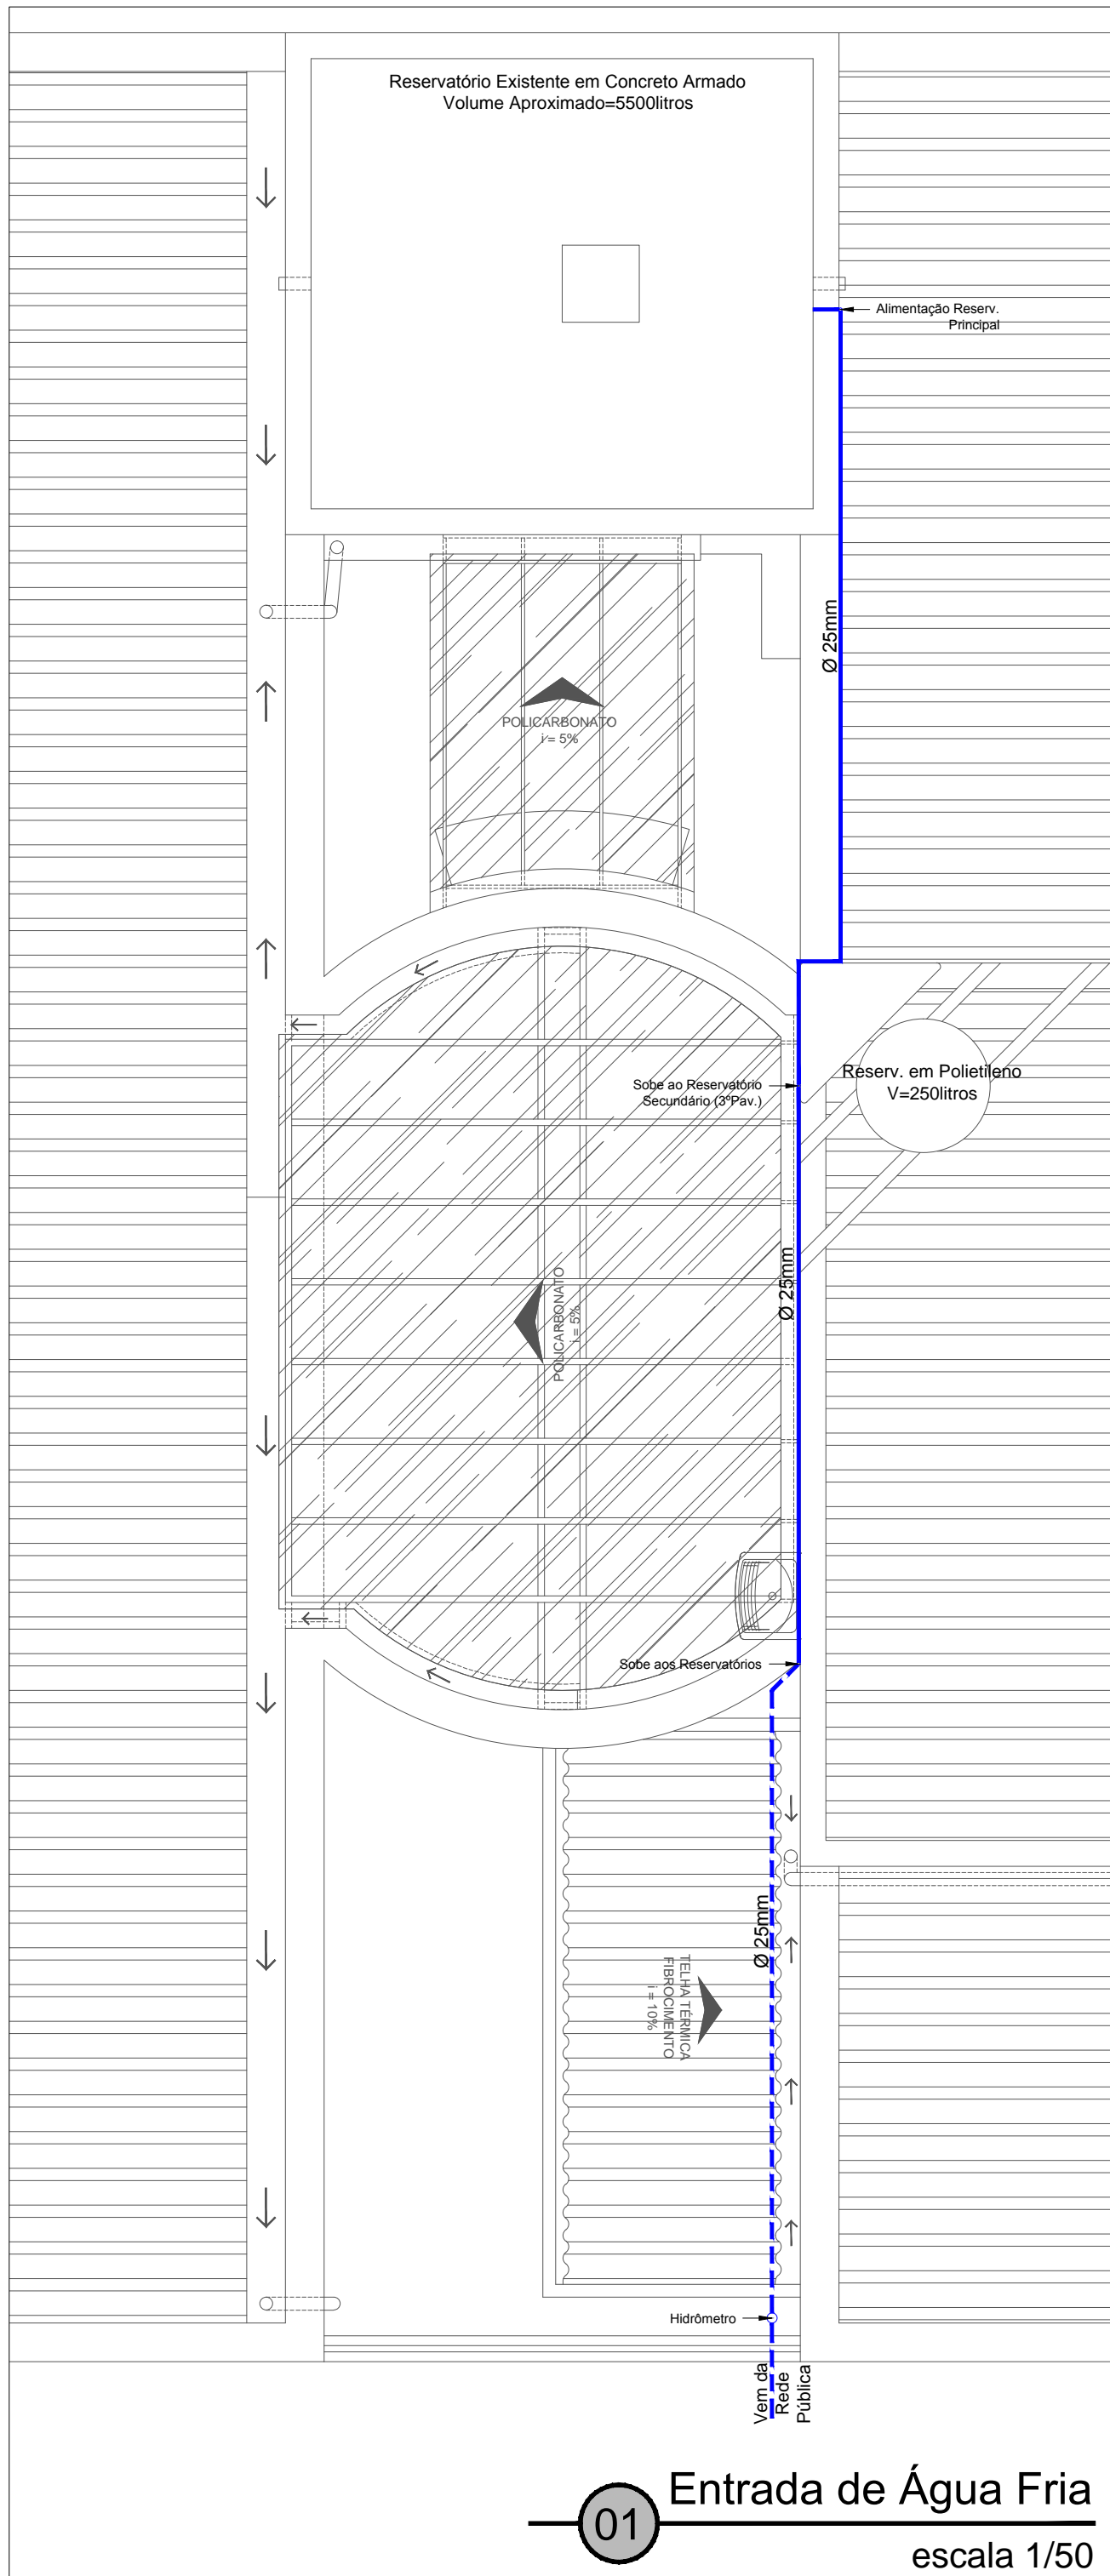 Reservatório Existente em Concreto Armado
Volume Aproximado=5500litros
Alimentação Reserv.
Principal
Ø 25mm
POLICARBONATO
i = 5%
Reserv. em Polietileno
V=250litros
Sobe ao Reservatório
Secundário (3ºPav.)
Ø 25mm
POLICARBONATO
i = 5%
Sobe aos Reservatórios
Ø 25mm
TELHA TÉRMICA
FIBROCIMENTO
i = 10%
Hidrômetro
Vem da
Rede
Pública
01
Entrada de Água Fria
escala 1/50